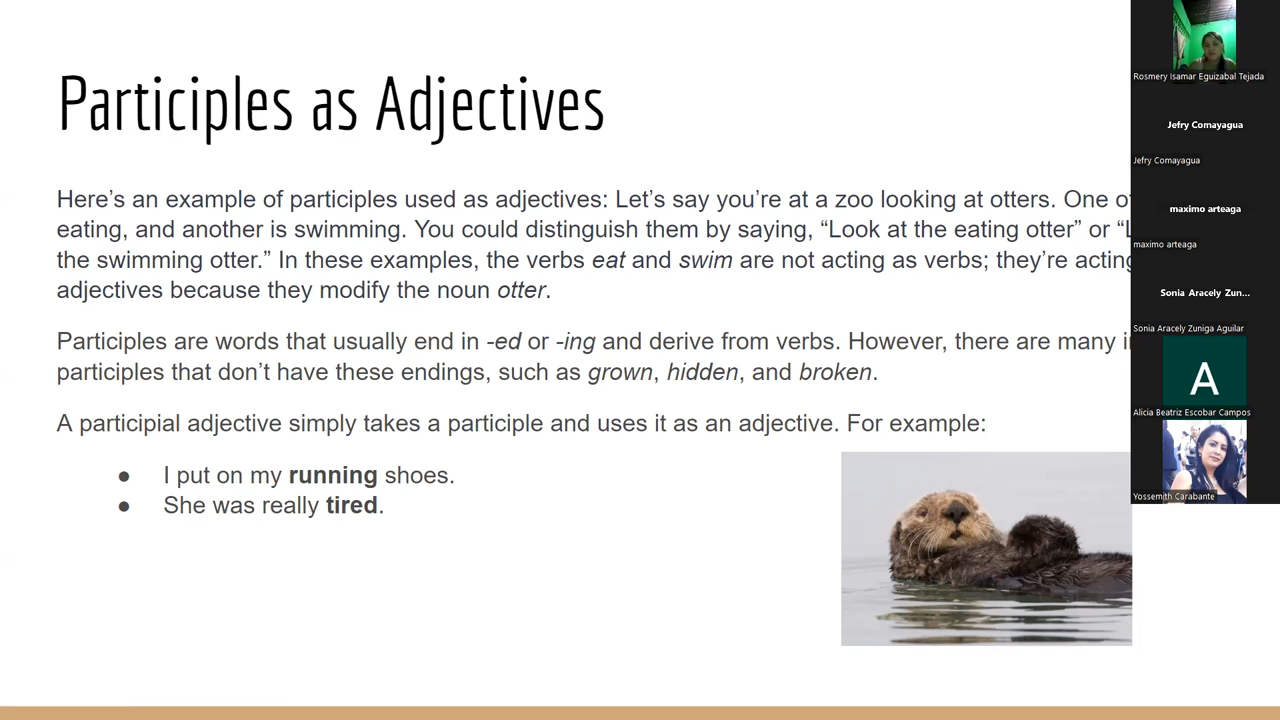 Participles as Adjectives
Here's an example of participles used as adjectives: Let's say you're at a zoo looking at otters. One
eating, and another is swimming. You could distinguish them by saying, “Look at the eating otter” or
the swimming otter.” In these examples, the verbs eat and swim are not acting as verbs; they're acting
adjectives because they modify the noun otter.
Participles are words that usually end in -ed or -ing and derive from verbs. However, there are many
participles that don't have these endings, such as grown, hidden, and broken.
A participial adjective simply takes a participle and uses it as an adjective. For example:
● I put on my running shoes.
● She was really tired.
Rosmery Isamar Eguizabal Tejada
Jefry Comayagua
Jefry Comayagua
maximo arteaga
maximo arteaga
Sonia Aracely Zun...
Sonia Aracely Zuniga Aguilar
A
Alicia Beatriz Escobar Campos
Yossemith Carabante